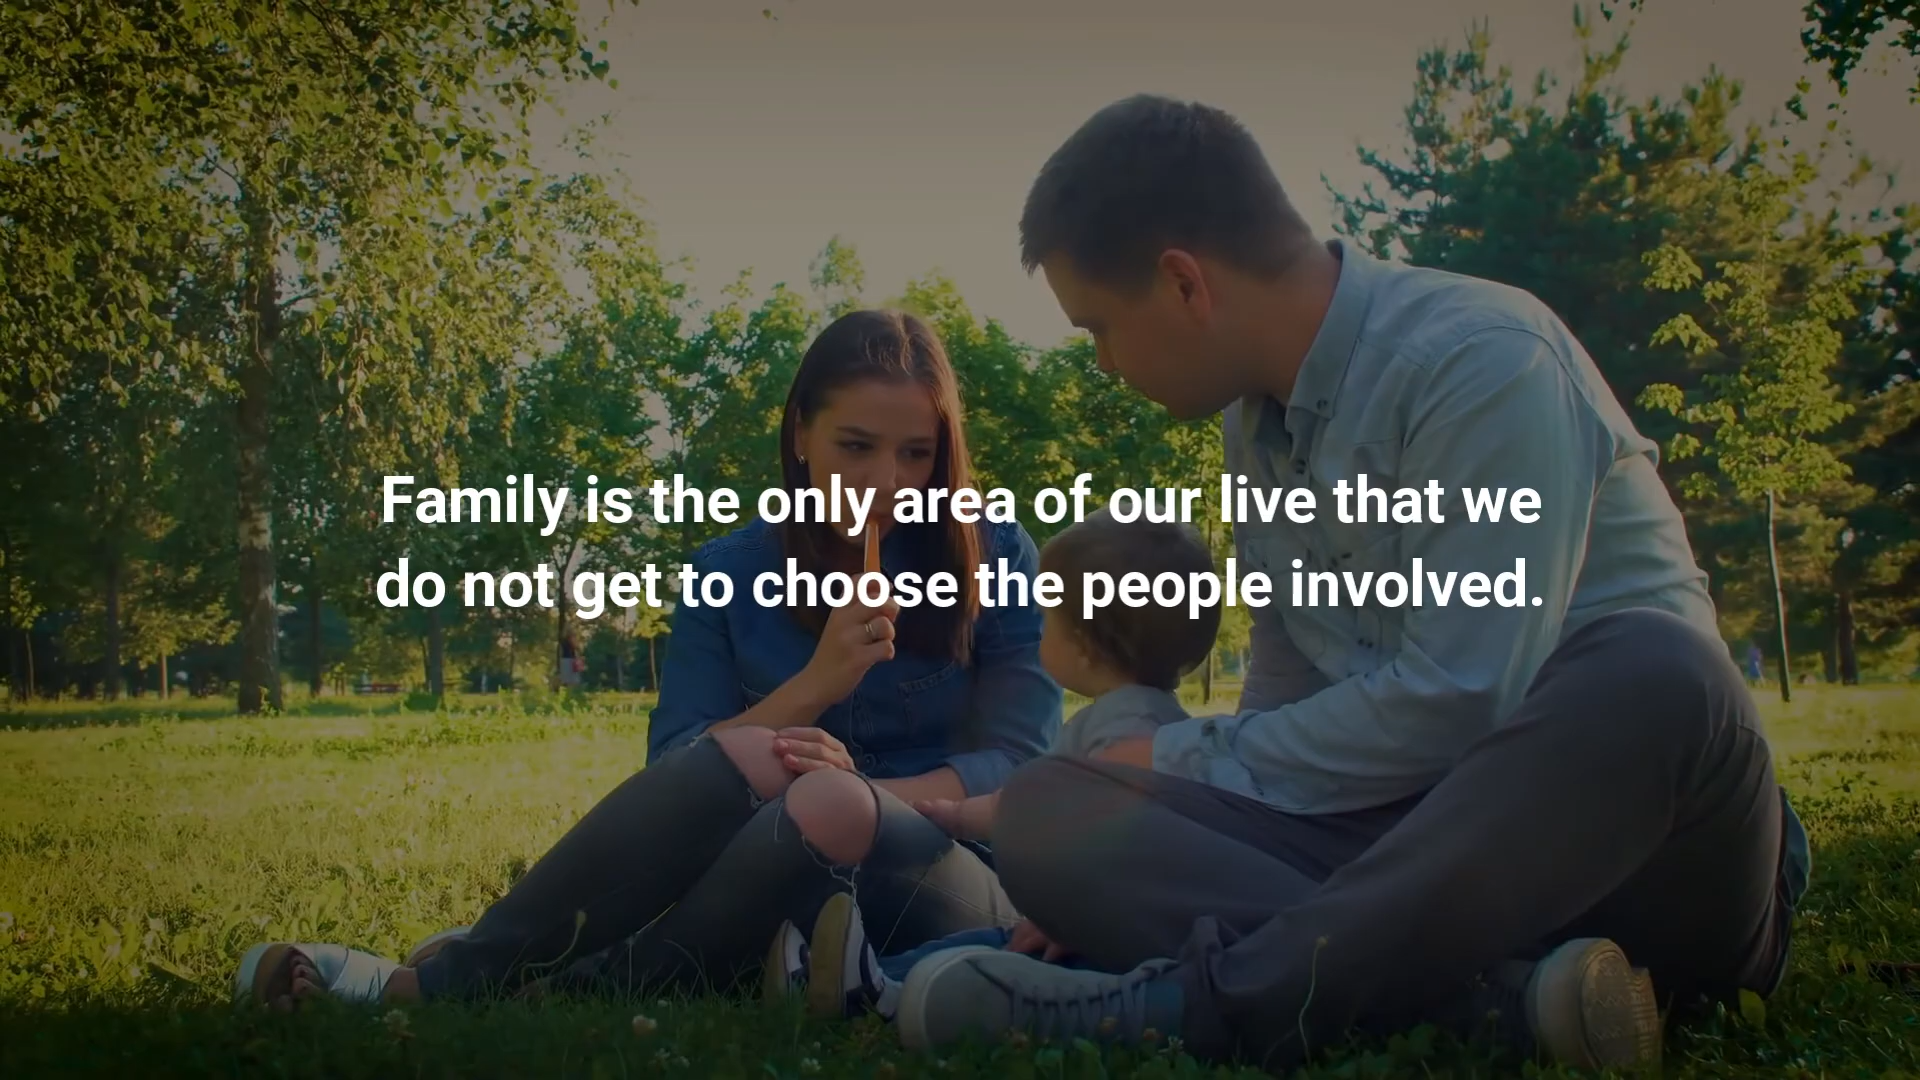 Family is the only area of our live that we
do not get to choose the people involved.